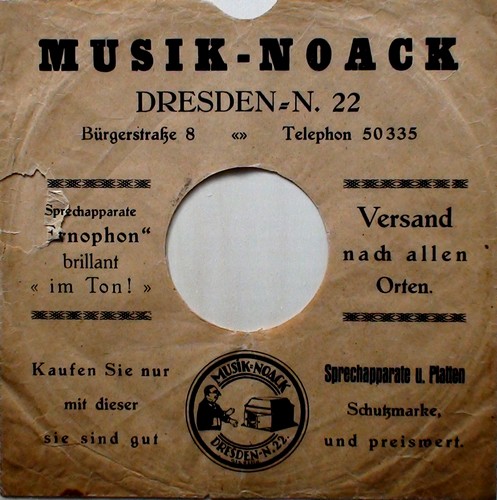 MUSIK-NOACK
DRESDEN=N. 22
Bürgerstraße 8 «» Telephon 50335
Sprechapparate
brillant
« im Ton! »
Versand
nach allen
Orten.
Kaufen Sie nur
mit dieser
sie sind gut
MUSIK-NOACK
DRESDEN-N.22.
Sprechapparate u. Platten
Schutzmarke,
und preiswert.